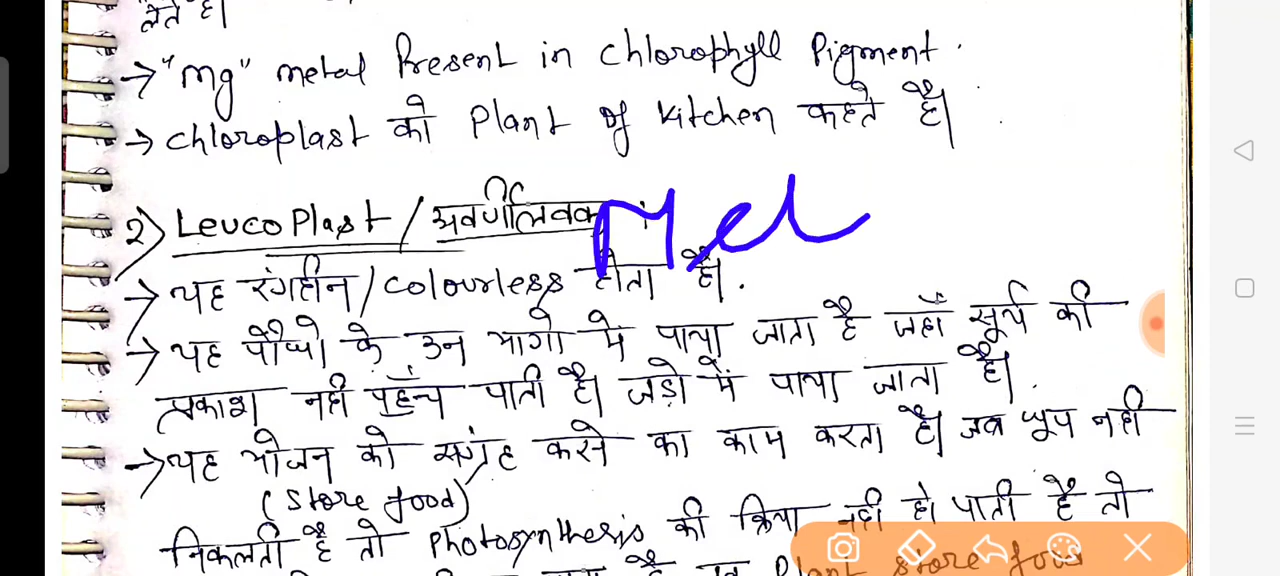 लेते है।
→ "mg" metal Present in chlorophyll Pigment.
→ chloroplast को Plant of Kitchen कहते है।
2) Leuco Plast / अवर्णीलवक
→ यह रंगहीन / colourless होता है।
→ यह पौधो के उन भागो मे पाया जाता है जहाँ सूर्य की
प्रकाश नही पहुँच पाती है। जड़ो में पाया जाता है।
→ यह भोजन को संग्रह करने का काम करता है। जब धूप नही
(store food)
निकलती है तो Photosynthesis की क्रिया नही हो पाती है तो
Plant store food